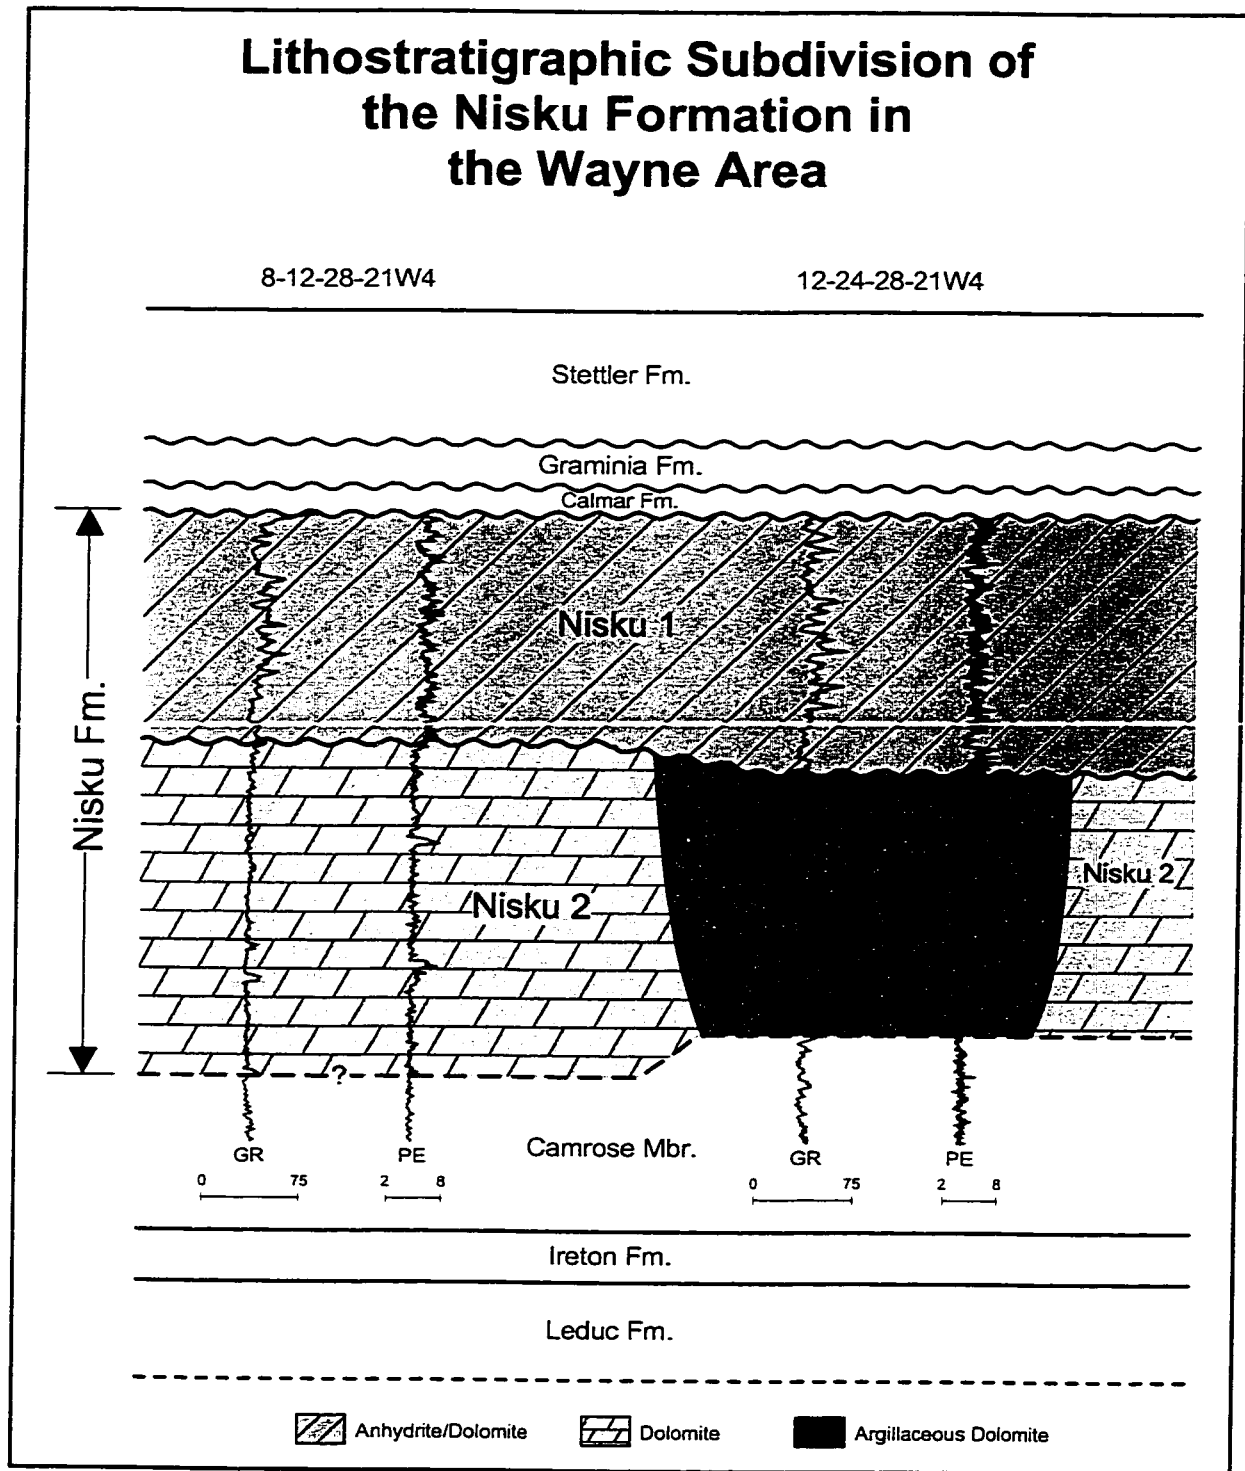 Lithostratigraphic Subdivision of
the Nisku Formation in
the Wayne Area
8-12-28-21W4
12-24-28-21W4
Stettler Fm.
Graminia Fm.
Calmar Fm.
Nisku Fm.
Nisku 1
Nisku 2
Nisku 2
?
GR
0 75
PE
2 8
Camrose Mbr.
GR
0 75
PE
2 8
Ireton Fm.
Leduc Fm.
Anhydrite/Dolomite
Dolomite
Argillaceous Dolomite